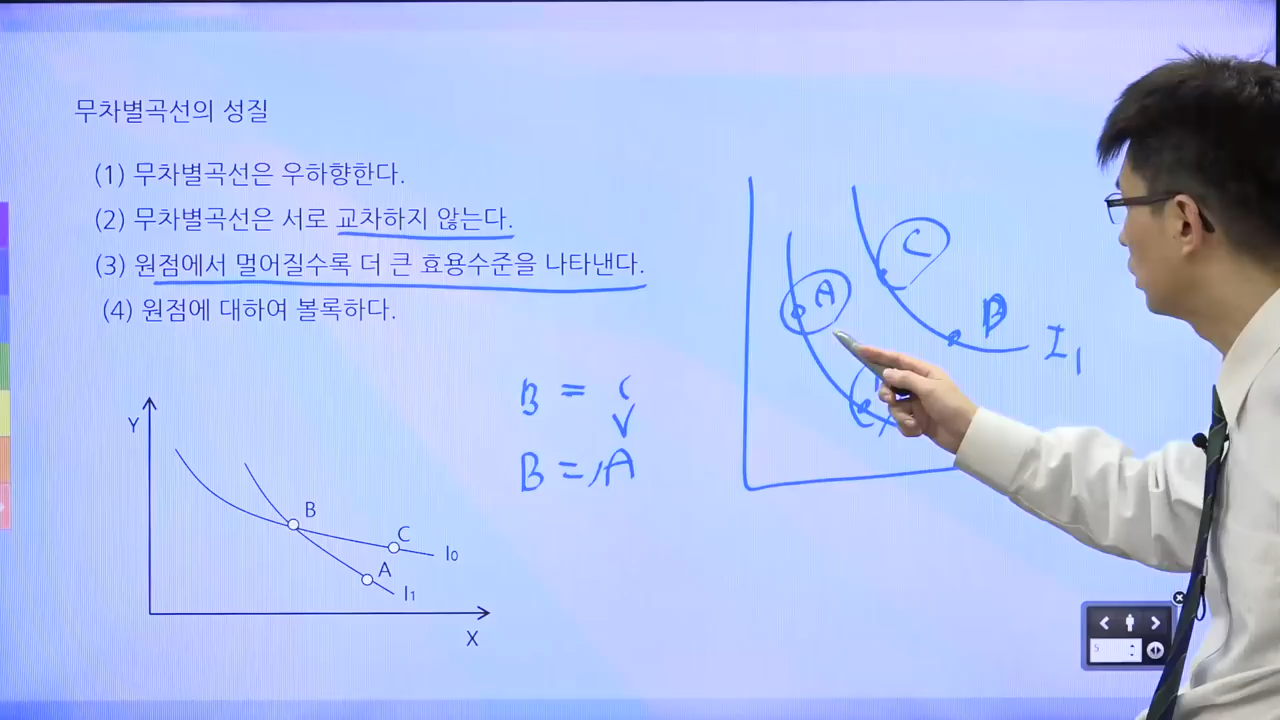 무차별곡선의 성질
(1) 무차별곡선은 우하향한다.
(2) 무차별곡선은 서로 교차하지 않는다.
(3) 원점에서 멀어질수록 더 큰 효용수준을 나타낸다.
(4) 원점에 대하여 볼록하다.
Y
B
C
I₀
A
I₁
X
B = C
V
B = A
C
A
B
I₁
5